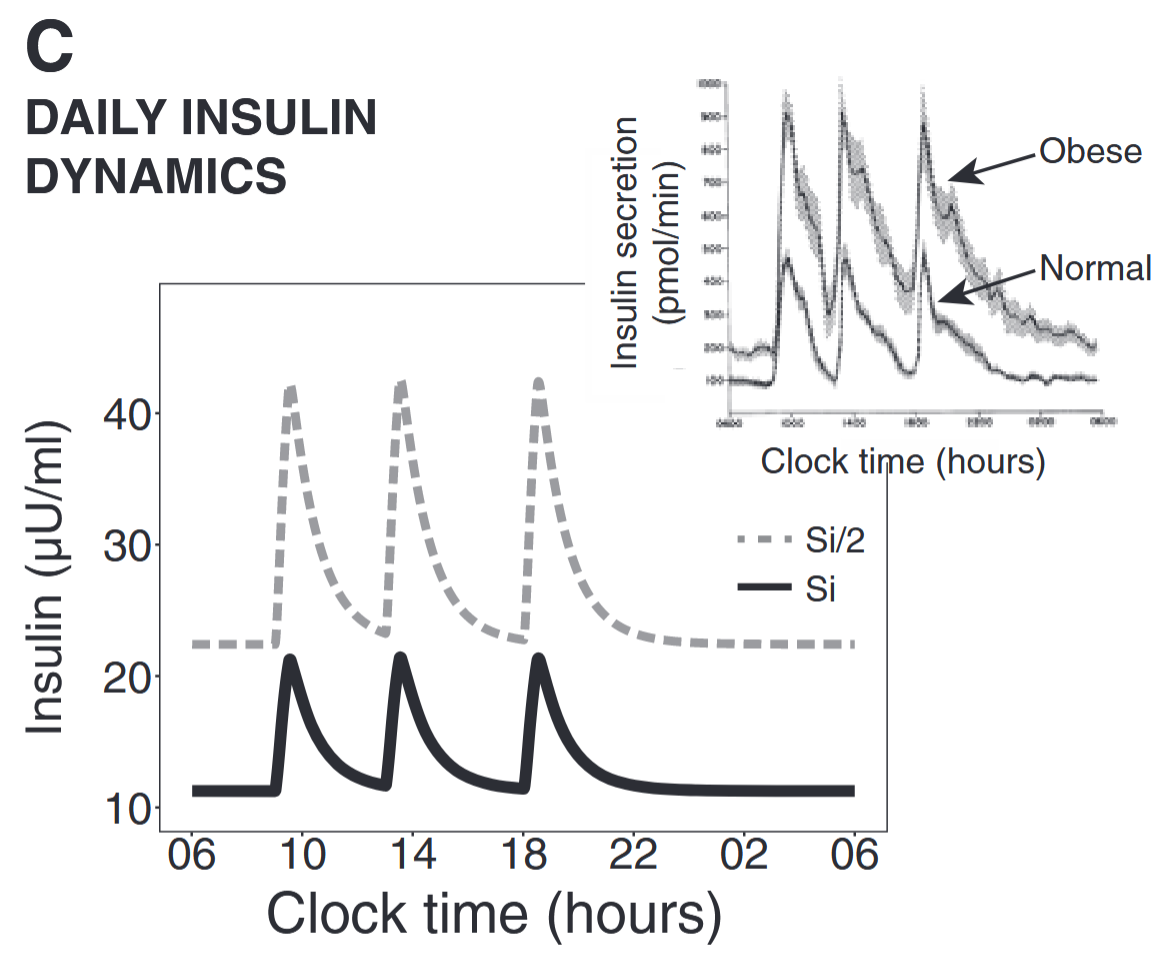 C
DAILY INSULIN
DYNAMICS
Insulin secretion
(pmol/min)
Obese
Normal
Clock time (hours)
Insulin (µU/ml)
40
30
20
10
Si/2
Si
06 10 14 18 22 02 06
Clock time (hours)